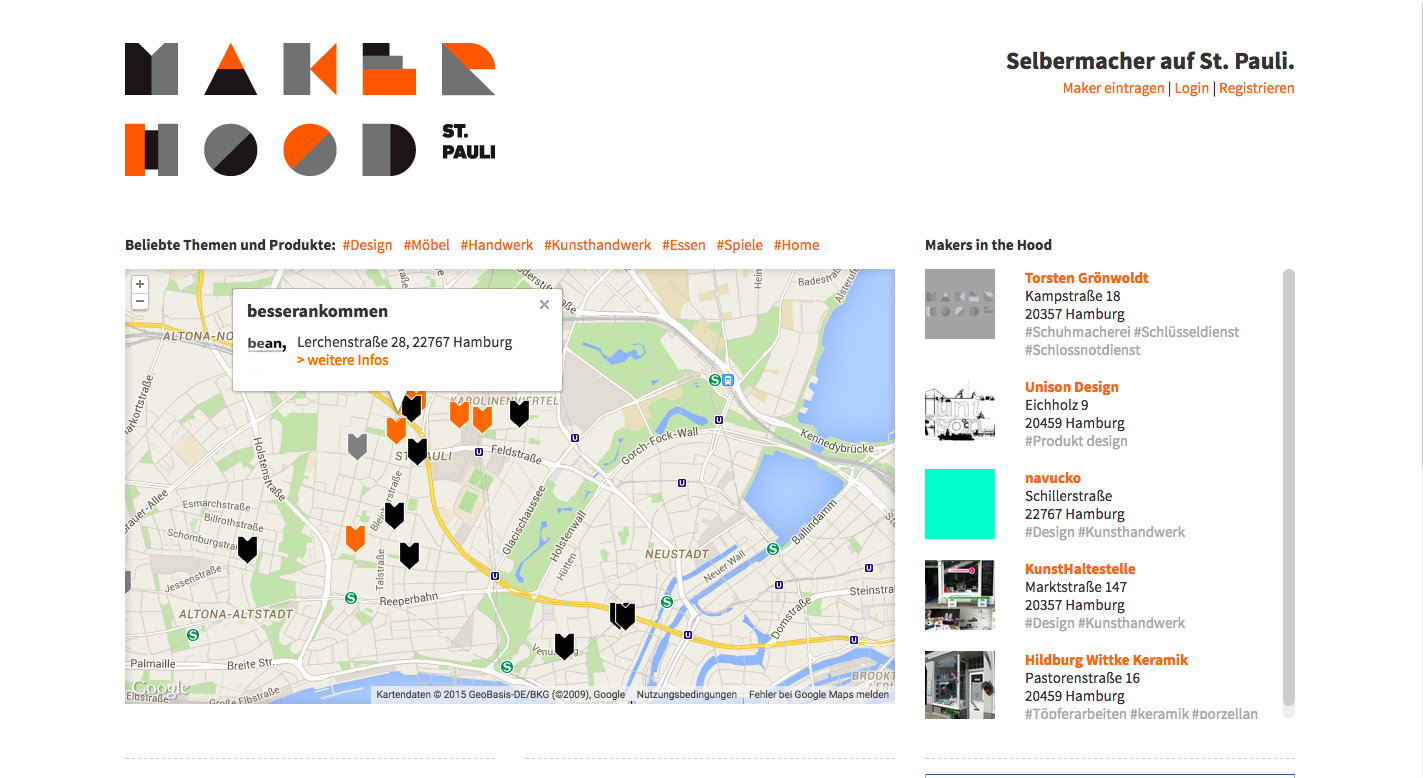 MAKER
HOOD ST. PAULI
Selbermacher auf St. Pauli.
Maker eintragen | Login | Registrieren
Beliebte Themen und Produkte: #Design #Möbel #Handwerk #Kunsthandwerk #Essen #Spiele #Home
+
−
besserankommen
bean,
Lerchenstraße 28, 22767 Hamburg
> weitere Infos
ALTONA-NO
Badestraße
Alsterufer
KAROLINENVIERTEL
Kennedybrücke
Gorch-Fock-Wall
Holstenstraße
ST. PAULI
Feldstraße
Esmarchstraße
Billrothstraße
Schomburgstraße
Glacischaussee
Holstenwall
Hütten
Ballindamm
NEUSTADT
Neuer Wall
Jessenstraße
Talstraße
Reeperbahn
Steinstra
ALTONA-ALTSTADT
Domstraße
Palmaille
Breite Str.
Große Elbstraße
Google
Kartendaten © 2015 GeoBasis-DE/BKG (©2009), Google Nutzungsbedingungen Fehler bei Google Maps melden
Makers in the Hood
Torsten Grönwoldt
Kampstraße 18
20357 Hamburg
#Schuhmacherei #Schlüsseldienst
#Schlossnotdienst
Unison Design
Eichholz 9
20459 Hamburg
#Produkt design
navucko
Schillerstraße
22767 Hamburg
#Design #Kunsthandwerk
KunstHaltestelle
Marktstraße 147
20357 Hamburg
#Design #Kunsthandwerk
Hildburg Wittke Keramik
Pastorenstraße 16
20459 Hamburg
#Töpferarbeiten #keramik #porzellan